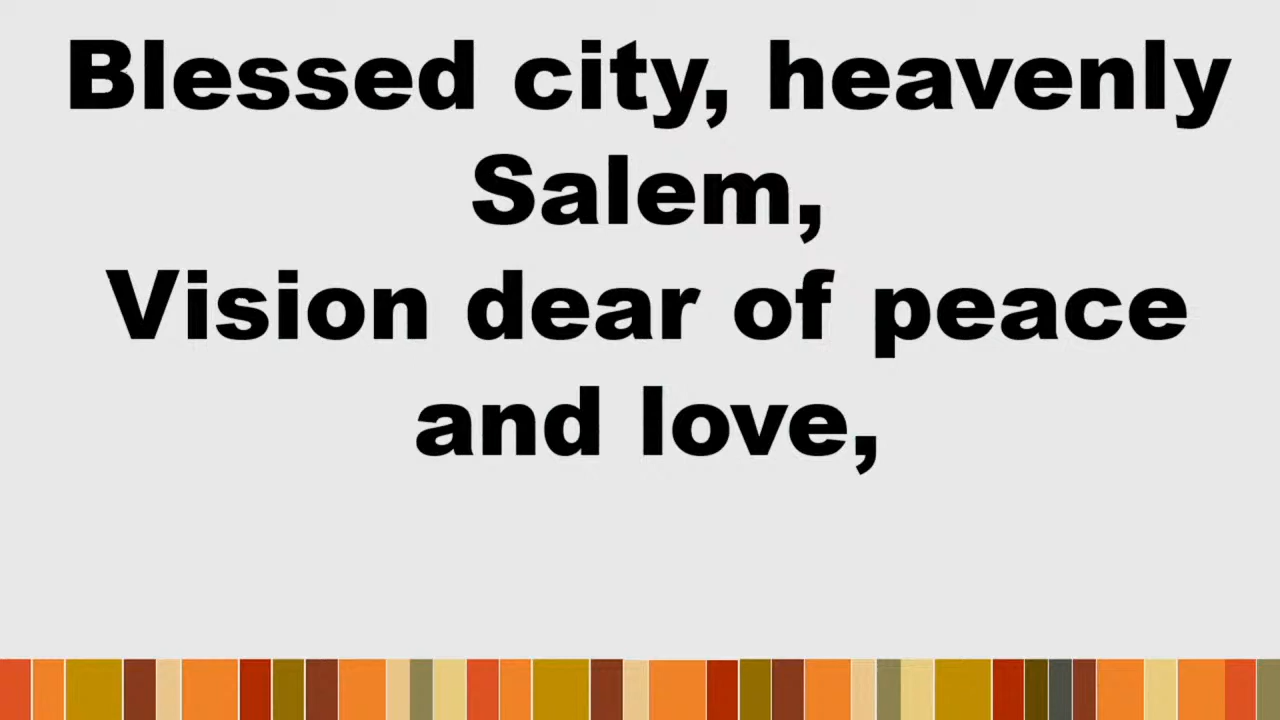 Blessed city, heavenly
Salem,
Vision dear of peace
and love,